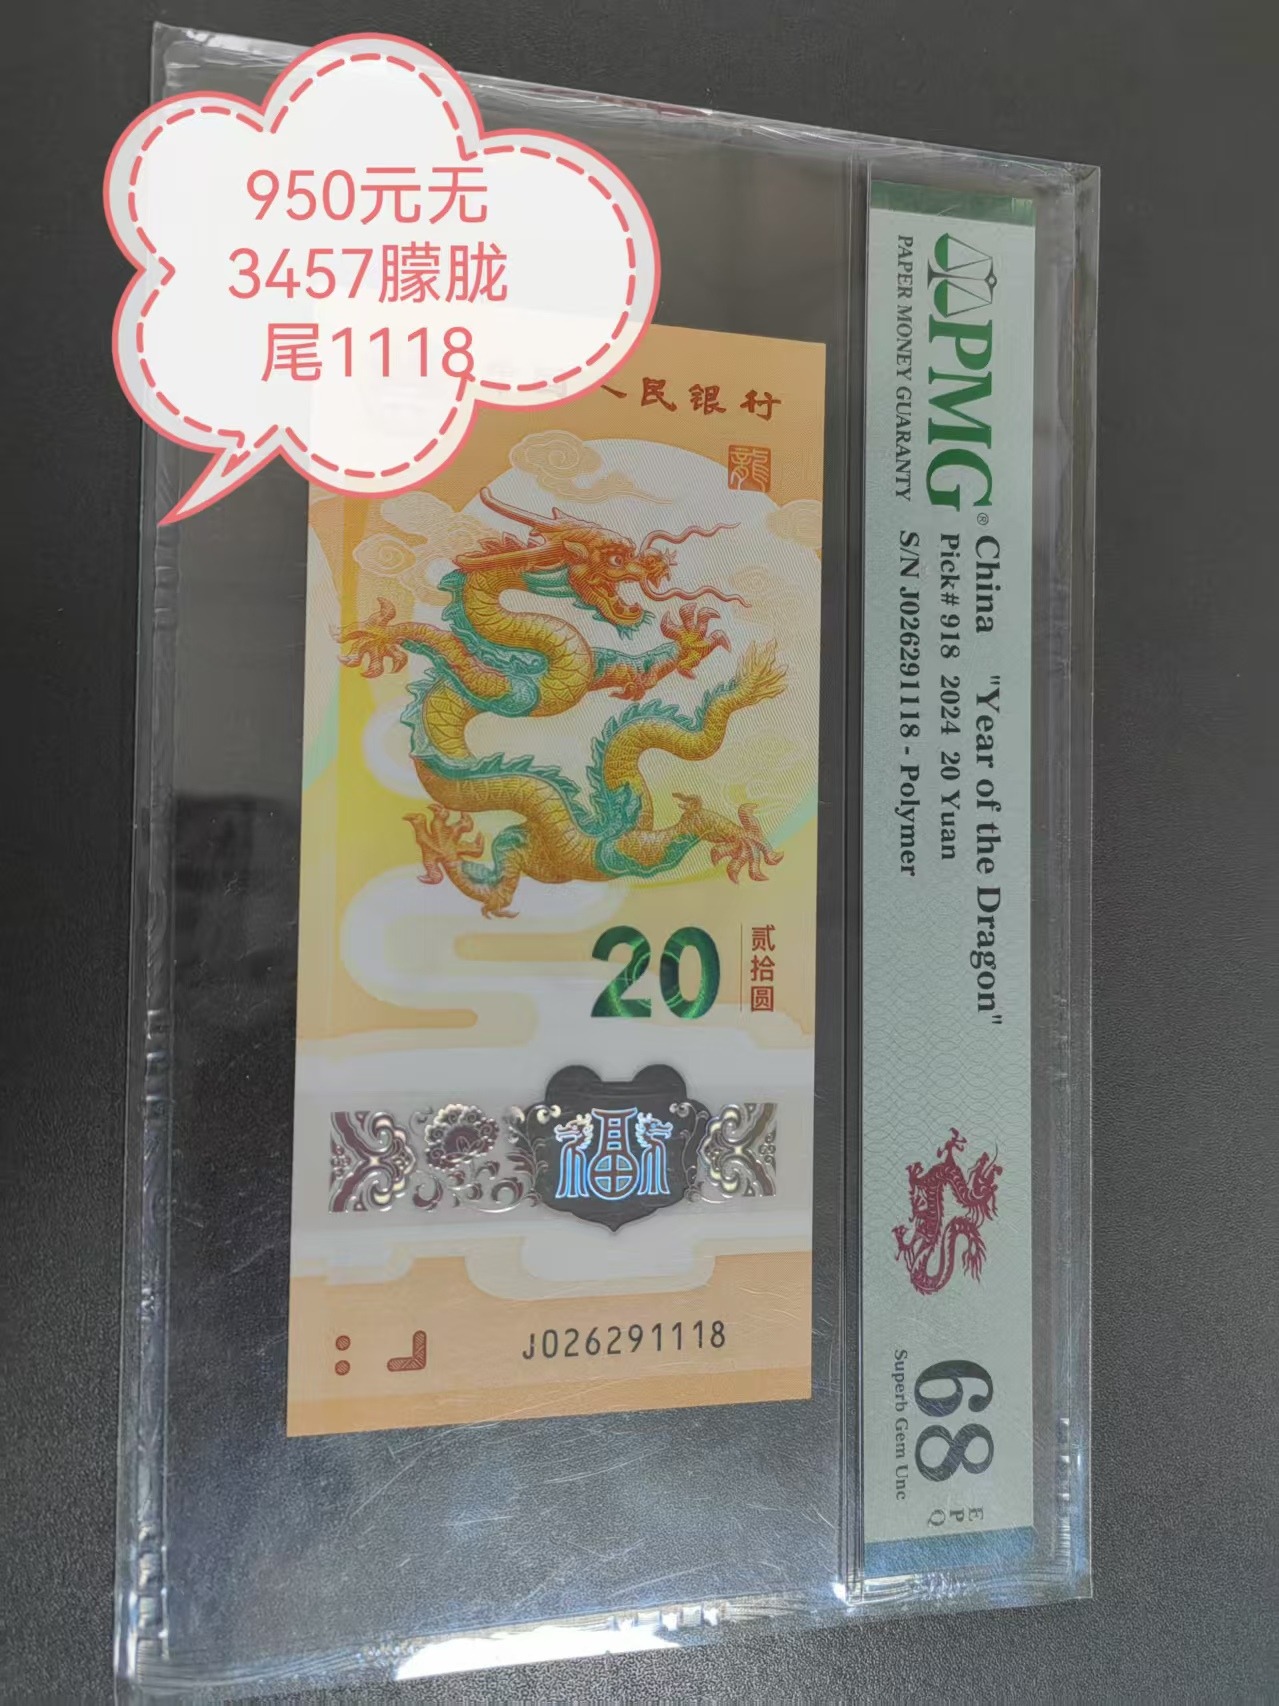 950元无
3457朦胧
尾1118
人民银行
龍
20
贰拾圆
福
J026291118
PMG®
PAPER MONEY GUARANTY
China "Year of the Dragon"
Pick# 918 2024 20 Yuan
S/N J026291118 - Polymer
68
EPQ
Superb Gem Unc